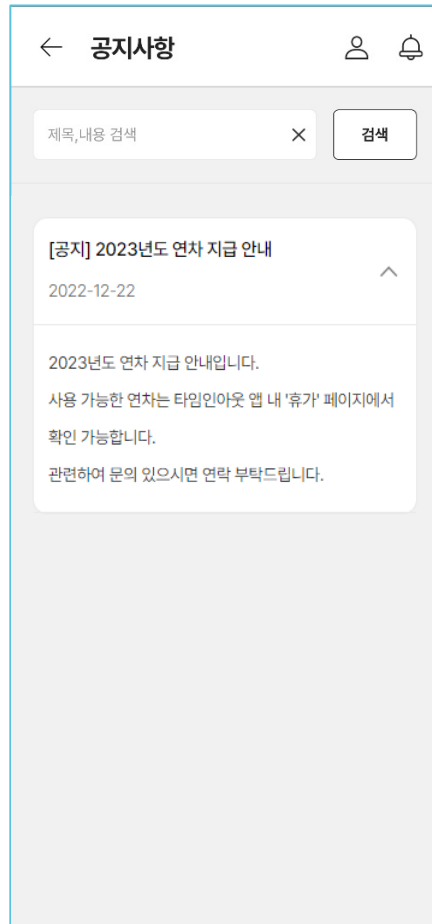 공지사항
제목,내용 검색
검색
[공지] 2023년도 연차 지급 안내
2022-12-22
2023년도 연차 지급 안내입니다.
사용 가능한 연차는 타임인아웃 앱 내 '휴가' 페이지에서
확인 가능합니다.
관련하여 문의 있으시면 연락 부탁드립니다.